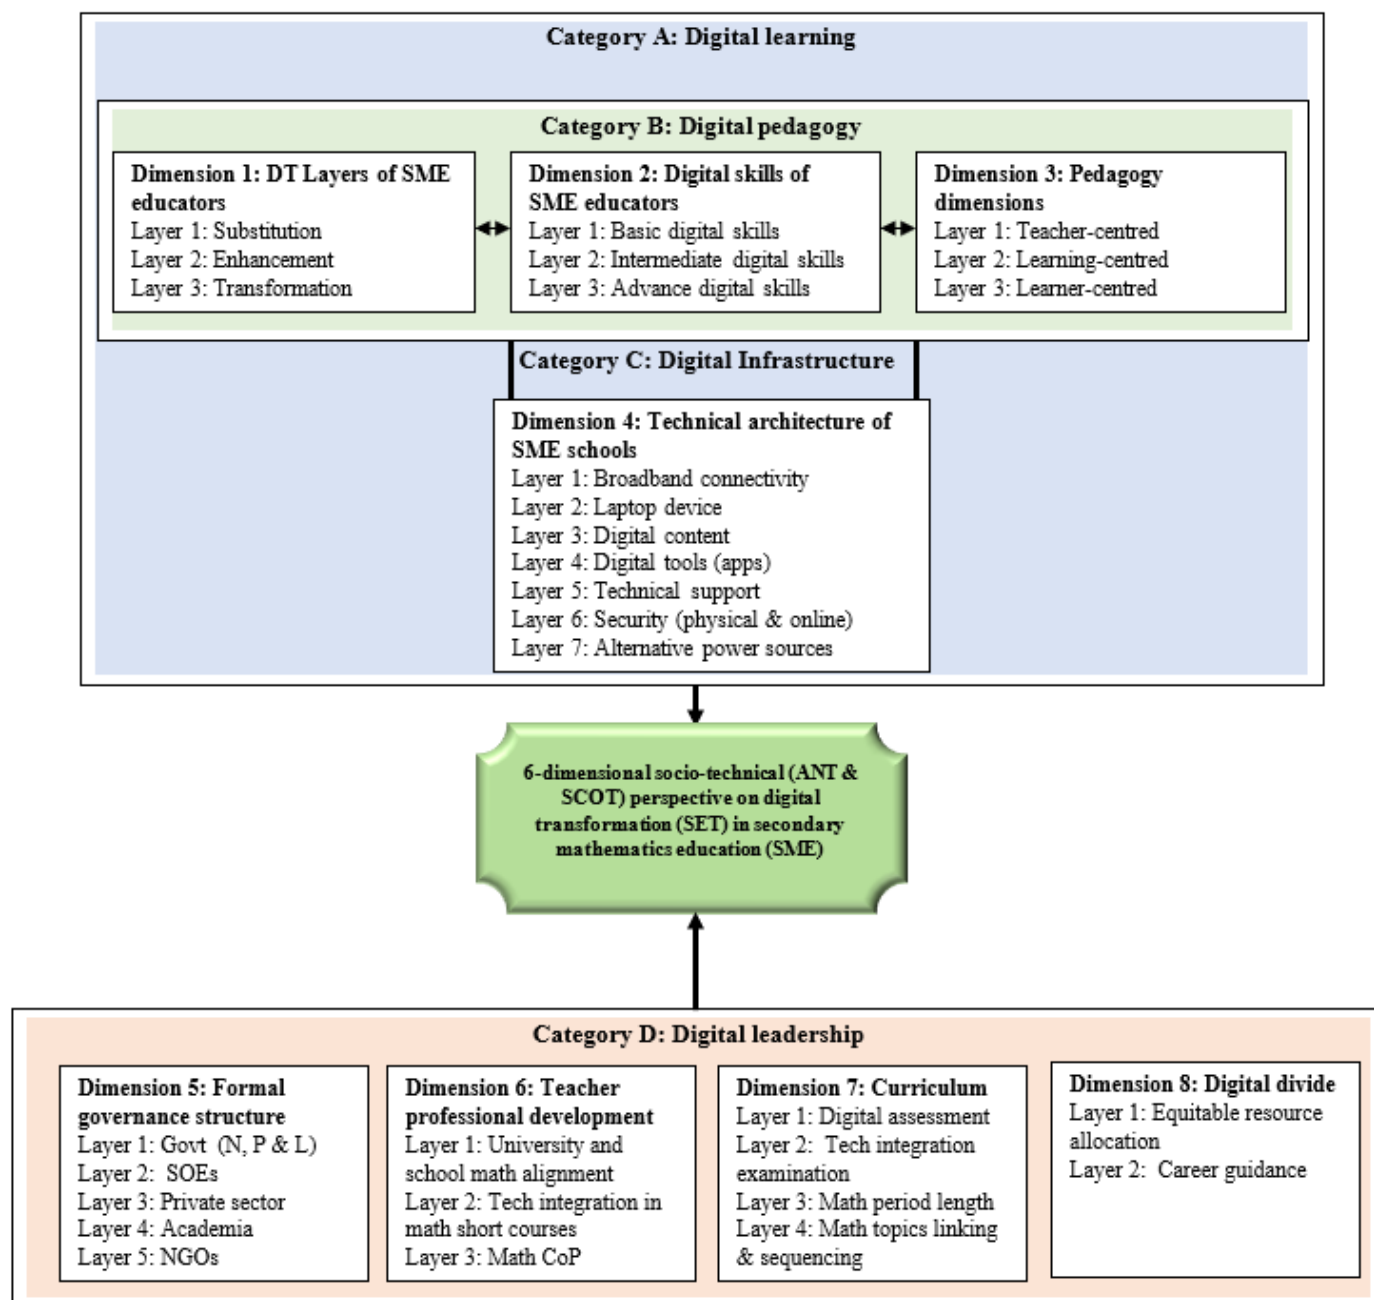 Category A: Digital learning
Category B: Digital pedagogy
Dimension 1: DT Layers of SME
educators
Layer 1: Substitution
Layer 2: Enhancement
Layer 3: Transformation
Dimension 2: Digital skills of
SME educators
Layer 1: Basic digital skills
Layer 2: Intermediate digital skills
Layer 3: Advance digital skills
Dimension 3: Pedagogy
dimensions
Layer 1: Teacher-centred
Layer 2: Learning-centred
Layer 3: Learner-centred
Category C: Digital Infrastructure
Dimension 4: Technical architecture of
SME schools
Layer 1: Broadband connectivity
Layer 2: Laptop device
Layer 3: Digital content
Layer 4: Digital tools (apps)
Layer 5: Technical support
Layer 6: Security (physical & online)
Layer 7: Alternative power sources
6-dimensional socio-technical (ANT &
SCOT) perspective on digital
transformation (SET) in secondary
mathematics education (SME)
Category D: Digital leadership
Dimension 5: Formal
governance structure
Layer 1: Govt (N, P & L)
Layer 2: SOEs
Layer 3: Private sector
Layer 4: Academia
Layer 5: NGOs
Dimension 6: Teacher
professional development
Layer 1: University and
school math alignment
Layer 2: Tech integration in
math short courses
Layer 3: Math CoP
Dimension 7: Curriculum
Layer 1: Digital assessment
Layer 2: Tech integration
examination
Layer 3: Math period length
Layer 4: Math topics linking
& sequencing
Dimension 8: Digital divide
Layer 1: Equitable resource
allocation
Layer 2: Career guidance